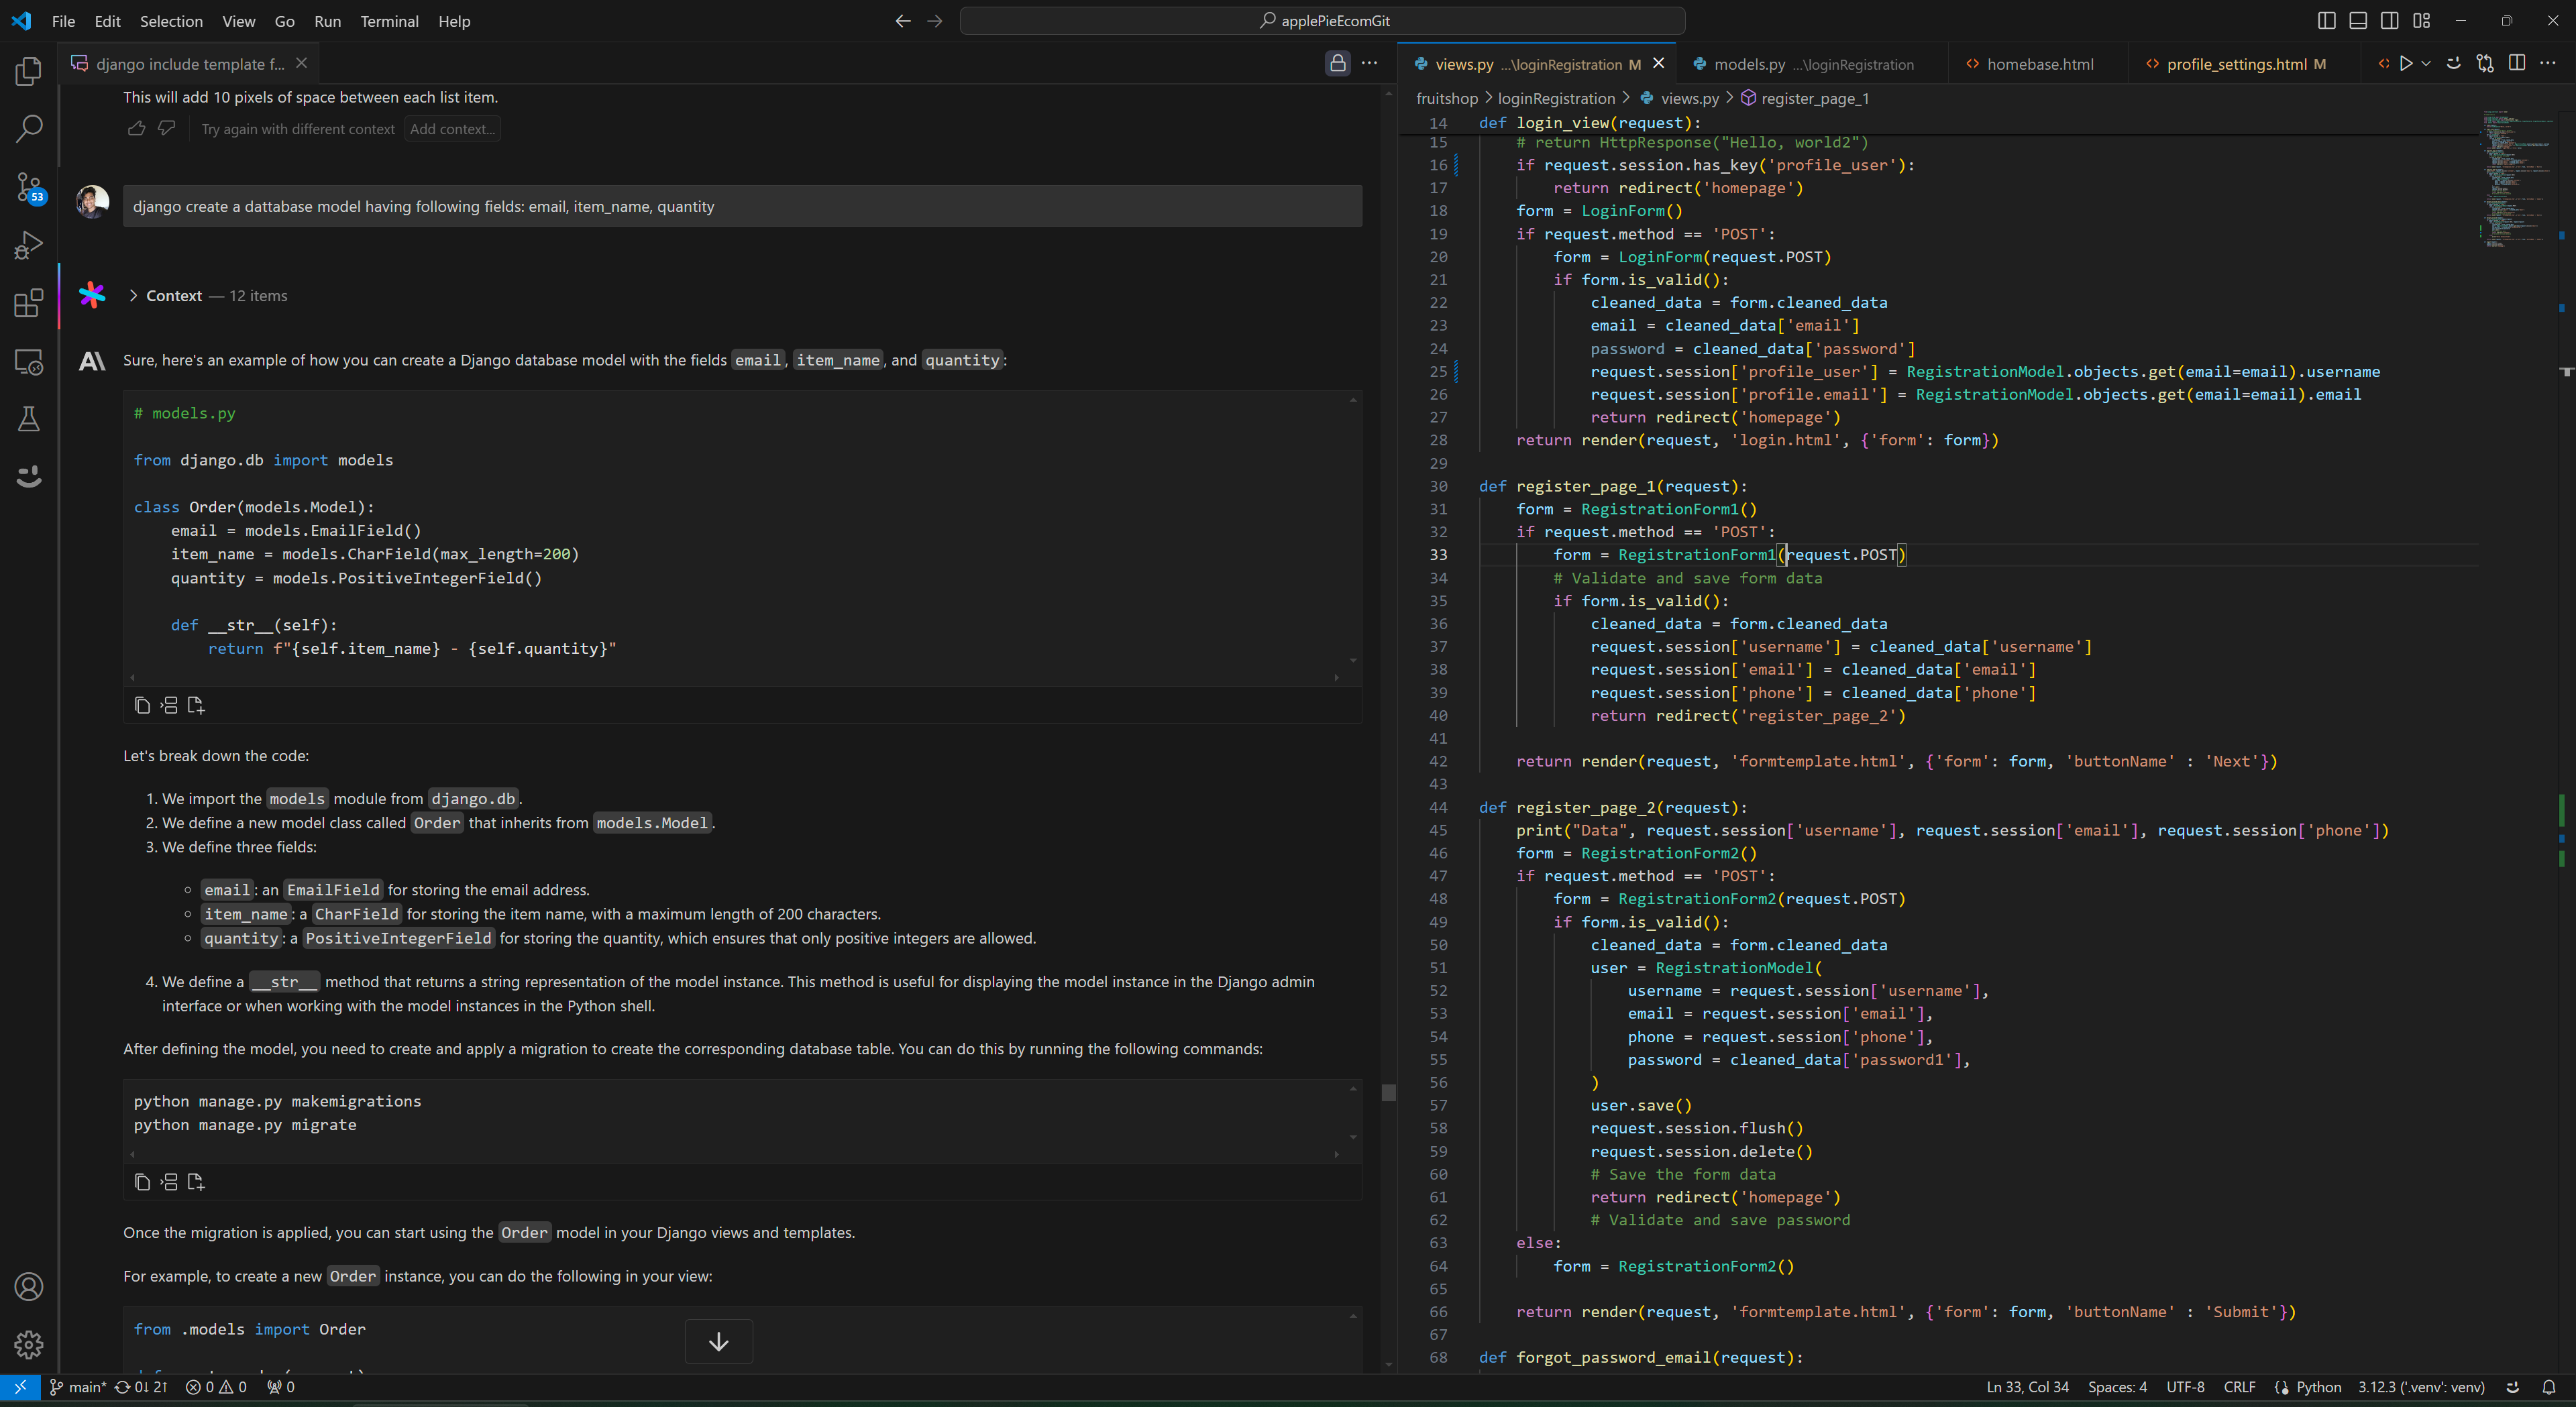 File Edit Selection View Go Run Terminal Help
applePieEcomGit
django include template f...
This will add 10 pixels of space between each list item.
Try again with different context Add context...
53
django create a dattabase model having following fields: email, item_name, quantity
Context — 12 items
Sure, here's an example of how you can create a Django database model with the fields email, item_name, and quantity:
# models.py
from django.db import models
class Order(models.Model):
email = models.EmailField()
item_name = models.CharField(max_length=200)
quantity = models.PositiveIntegerField()
def __str__(self):
return f"{self.item_name} - {self.quantity}"
Let's break down the code:
1. We import the models module from django.db.
2. We define a new model class called Order that inherits from models.Model.
3. We define three fields:
○ email: an EmailField for storing the email address.
○ item_name: a CharField for storing the item name, with a maximum length of 200 characters.
○ quantity: a PositiveIntegerField for storing the quantity, which ensures that only positive integers are allowed.
4. We define a __str__ method that returns a string representation of the model instance. This method is useful for displaying the model instance in the Django admin
interface or when working with the model instances in the Python shell.
After defining the model, you need to create and apply a migration to create the corresponding database table. You can do this by running the following commands:
python manage.py makemigrations
python manage.py migrate
Once the migration is applied, you can start using the Order model in your Django views and templates.
For example, to create a new Order instance, you can do the following in your view:
from .models import Order
views.py ...\loginRegistration M models.py ...\loginRegistration homebase.html profile_settings.html M
fruitshop > loginRegistration > views.py > register_page_1
14 def login_view(request):
15 # return HttpResponse("Hello, world2")
16 if request.session.has_key('profile_user'):
17 return redirect('homepage')
18 form = LoginForm()
19 if request.method == 'POST':
20 form = LoginForm(request.POST)
21 if form.is_valid():
22 cleaned_data = form.cleaned_data
23 email = cleaned_data['email']
24 password = cleaned_data['password']
25 request.session['profile_user'] = RegistrationModel.objects.get(email=email).username
26 request.session['profile.email'] = RegistrationModel.objects.get(email=email).email
27 return redirect('homepage')
28 return render(request, 'login.html', {'form': form})
29
30 def register_page_1(request):
31 form = RegistrationForm1()
32 if request.method == 'POST':
33 form = RegistrationForm1(request.POST)
34 # Validate and save form data
35 if form.is_valid():
36 cleaned_data = form.cleaned_data
37 request.session['username'] = cleaned_data['username']
38 request.session['email'] = cleaned_data['email']
39 request.session['phone'] = cleaned_data['phone']
40 return redirect('register_page_2')
41
42 return render(request, 'formtemplate.html', {'form': form, 'buttonName' : 'Next'})
43
44 def register_page_2(request):
45 print("Data", request.session['username'], request.session['email'], request.session['phone'])
46 form = RegistrationForm2()
47 if request.method == 'POST':
48 form = RegistrationForm2(request.POST)
49 if form.is_valid():
50 cleaned_data = form.cleaned_data
51 user = RegistrationModel(
52 username = request.session['username'],
53 email = request.session['email'],
54 phone = request.session['phone'],
55 password = cleaned_data['password1'],
56 )
57 user.save()
58 request.session.flush()
59 request.session.delete()
60 # Save the form data
61 return redirect('homepage')
62 # Validate and save password
63 else:
64 form = RegistrationForm2()
65
66 return render(request, 'formtemplate.html', {'form': form, 'buttonName' : 'Submit'})
67
68 def forgot_password_email(request):
main* 0↓ 2↑ 0 0 0 Ln 33, Col 34 Spaces: 4 UTF-8 CRLF Python 3.12.3 ('.venv': venv)